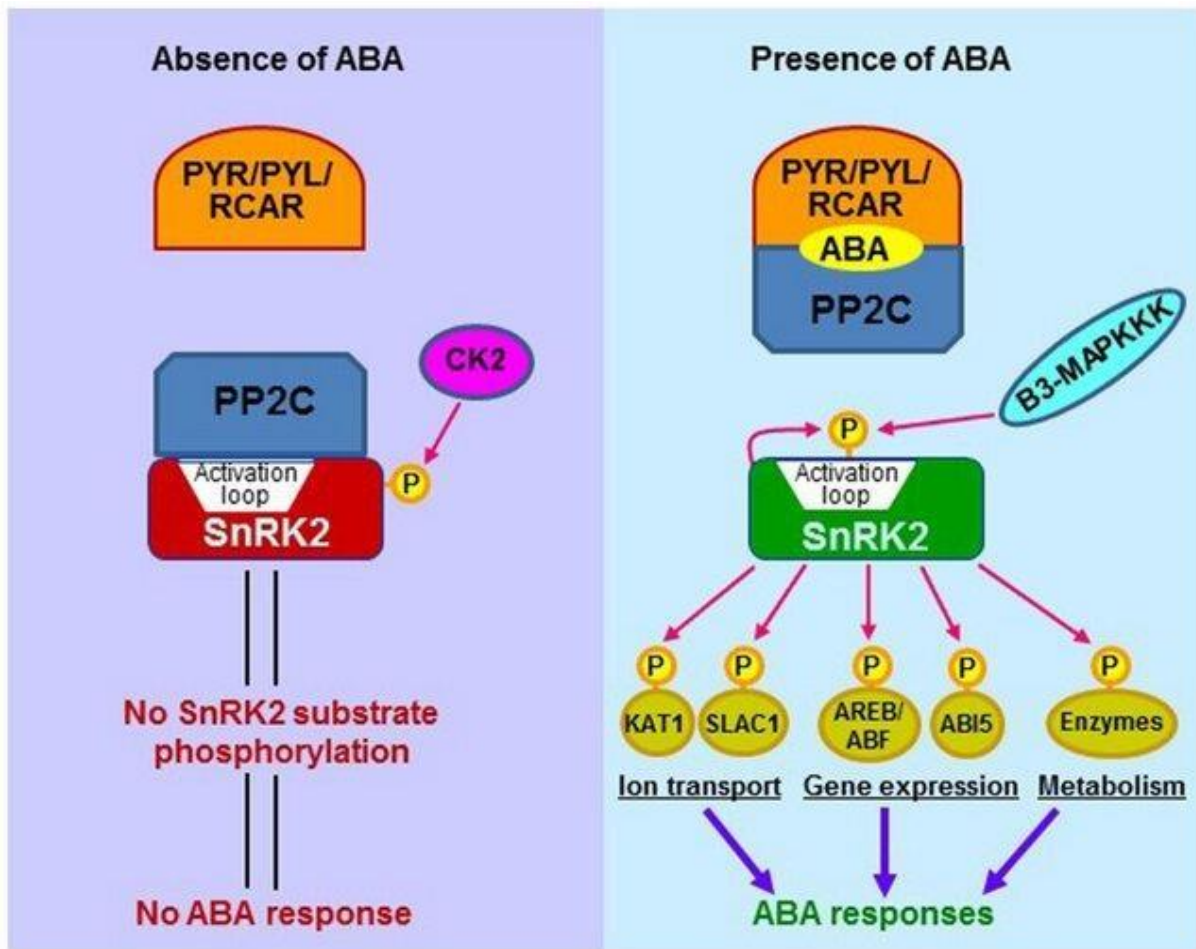 Absence of ABA
PYR/PYL/
RCAR
CK2
PP2C
Activation
loop
P
SnRK2
No SnRK2 substrate
phosphorylation
No ABA response
Presence of ABA
PYR/PYL/
RCAR
ABA
PP2C
B3-MAPKKK
P
Activation
loop
SnRK2
P P P P P
KAT1 SLAC1 AREB/
ABF ABI5 Enzymes
Ion transport Gene expression Metabolism
ABA responses